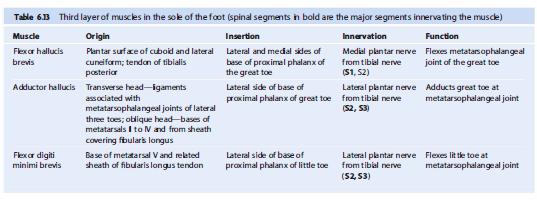 Table 6.13 Third layer of muscles in the sole of the foot (spinal segments in bold are the major segments innervating the muscle)
Muscle Origin Insertion Innervation Function
Flexor hallucis Plantar surface of cuboid and lateral Lateral and medial sides of Medial plantar nerve Flexes metatarsophalangeal
brevis cuneiform; tendon of tibialis base of proximal phalanx of from tibial nerve joint of the great toe
posterior the great toe (S1, S2)
Adductor hallucis Transverse head—ligaments Lateral side of base of Lateral plantar nerve Adducts great toe at
associated with proximal phalanx of great toe from tibial nerve metatarsophalangeal joint
metatarsophalangeal joints of lateral (S2, S3)
three toes; oblique head—bases of
metatarsals II to IV and from sheath
covering fibularis longus
Flexor digiti Base of metatarsal V and related Lateral side of base of Lateral plantar nerve Flexes little toe at
minimi brevis sheath of fibularis longus tendon proximal phalanx of little toe from tibial nerve metatarsophalangeal joint
(S2, S3)